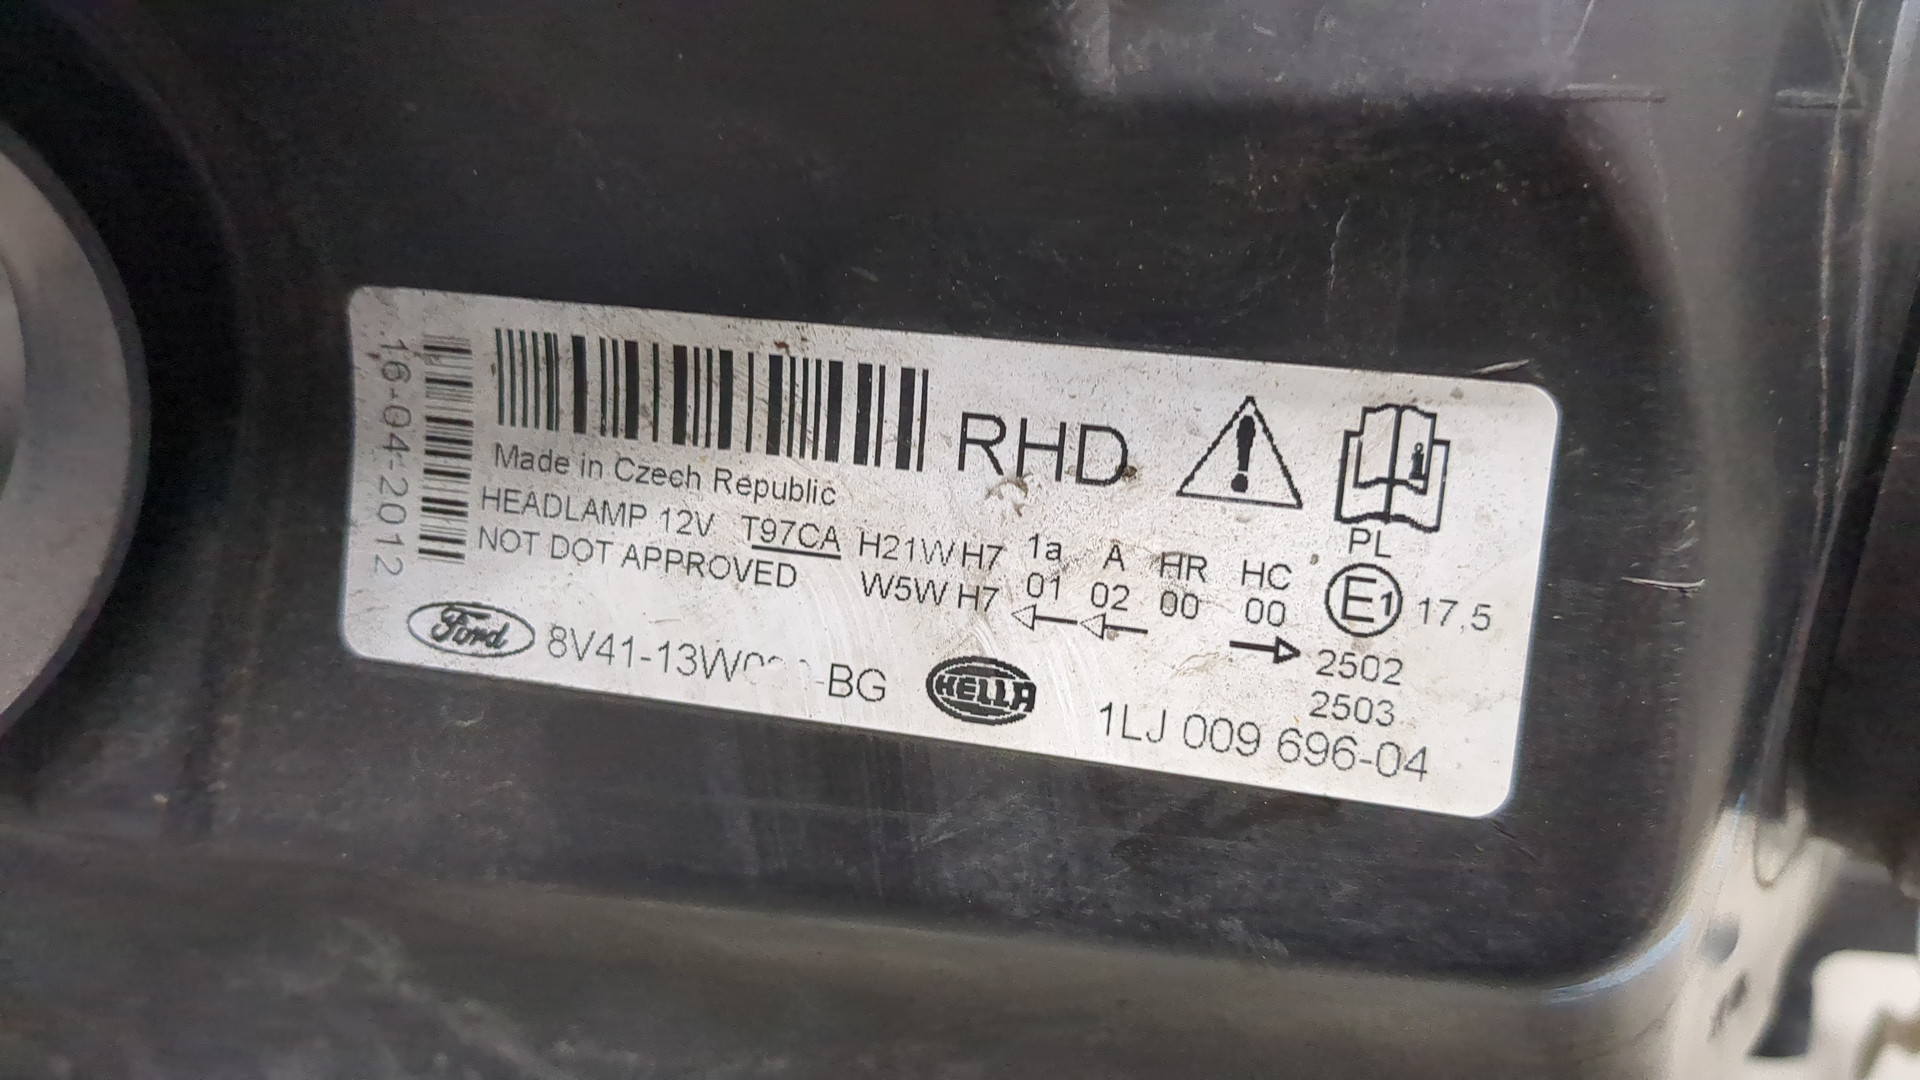 16-04-2012
RHD
Made in Czech Republic
HEADLAMP 12V T97CA H21W H7 1a A HR HC PL
NOT DOT APPROVED W5W H7 01 02 00 00 E1 17,5
2502
2503
Ford -BG HELLA 1LJ 009 696-04